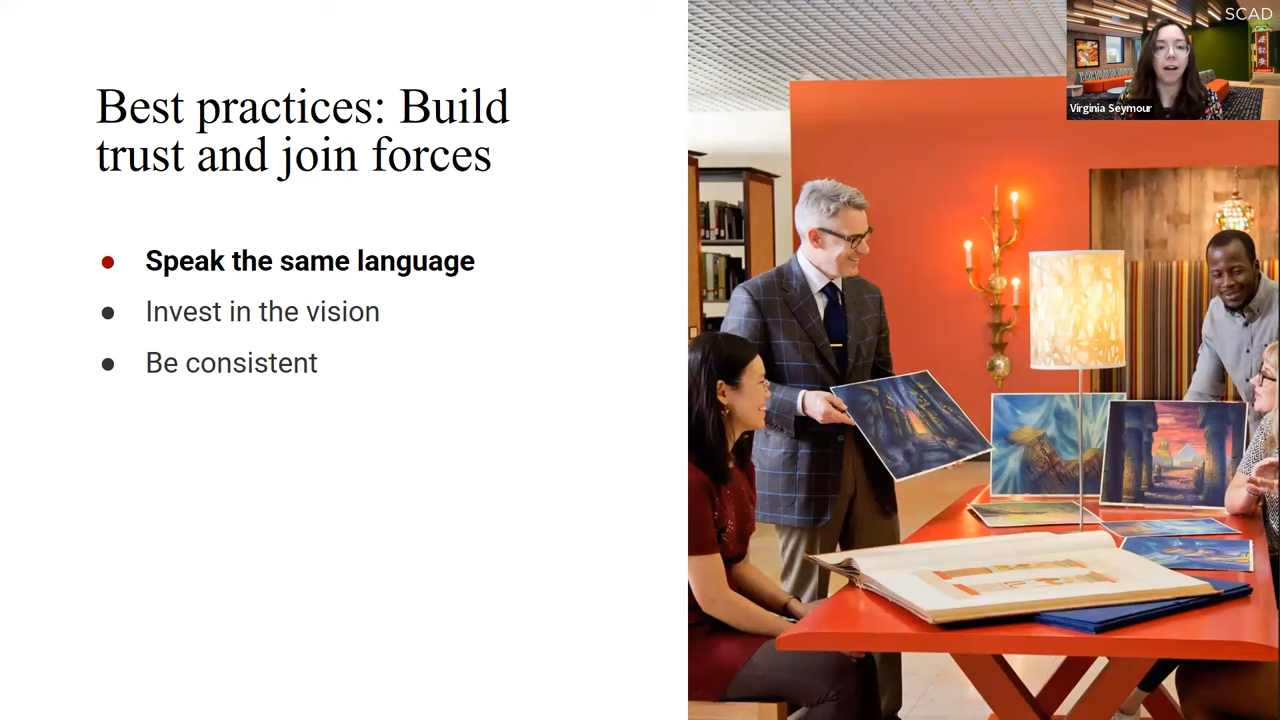 Best practices: Build
trust and join forces
● Speak the same language
● Invest in the vision
● Be consistent
SCAD
Virginia Seymour